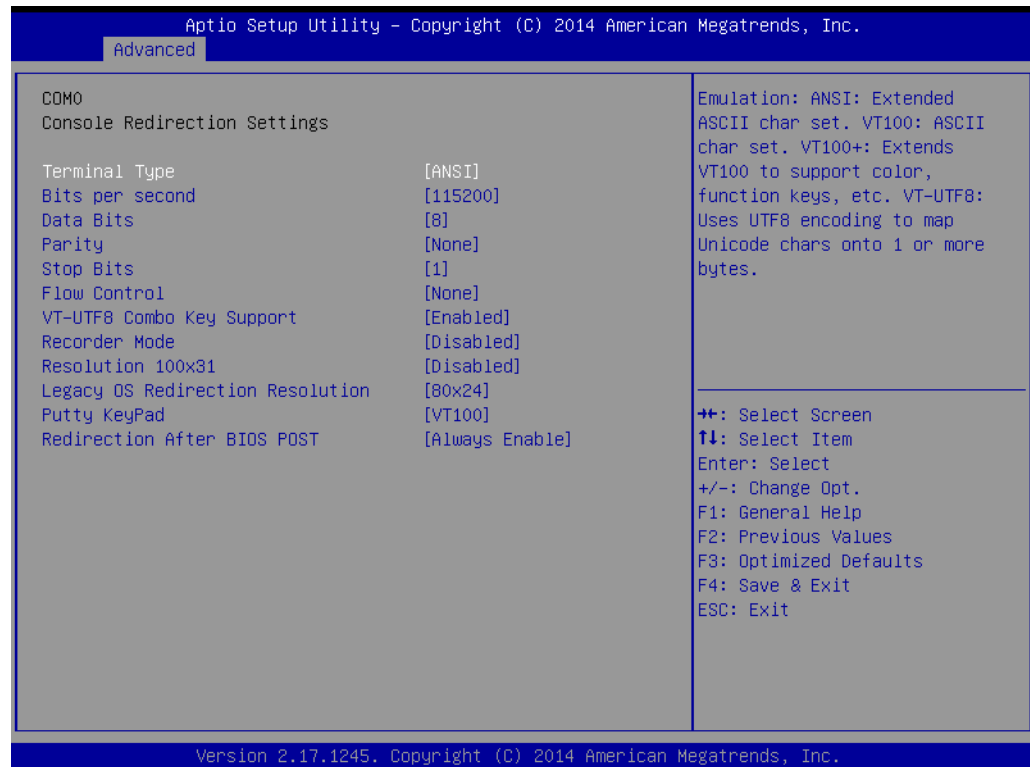 Aptio Setup Utility – Copyright (C) 2014 American Megatrends, Inc.
Advanced
COM0
Console Redirection Settings
Terminal Type [ANSI]
Bits per second [115200]
Data Bits [8]
Parity [None]
Stop Bits [1]
Flow Control [None]
VT-UTF8 Combo Key Support [Enabled]
Recorder Mode [Disabled]
Resolution 100x31 [Disabled]
Legacy OS Redirection Resolution [80x24]
Putty KeyPad [VT100]
Redirection After BIOS POST [Always Enable]
Emulation: ANSI: Extended
ASCII char set. VT100: ASCII
char set. VT100+: Extends
VT100 to support color,
function keys, etc. VT-UTF8:
Uses UTF8 encoding to map
Unicode chars onto 1 or more
bytes.
→←: Select Screen
↑↓: Select Item
Enter: Select
+/-: Change Opt.
F1: General Help
F2: Previous Values
F3: Optimized Defaults
F4: Save & Exit
ESC: Exit
Version 2.17.1245. Copyright (C) 2014 American Megatrends, Inc.